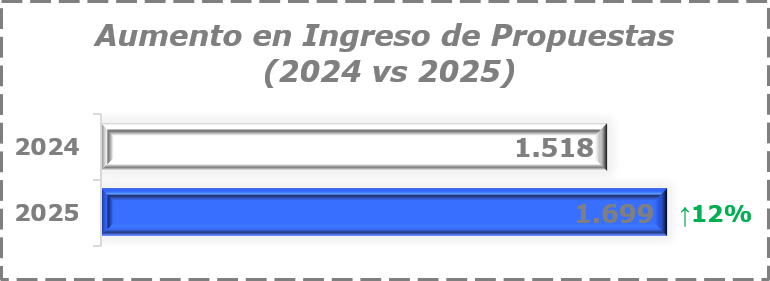 Aumento en Ingreso de Propuestas
(2024 vs 2025)
2024 1.518
2025 1.699 ↑12%